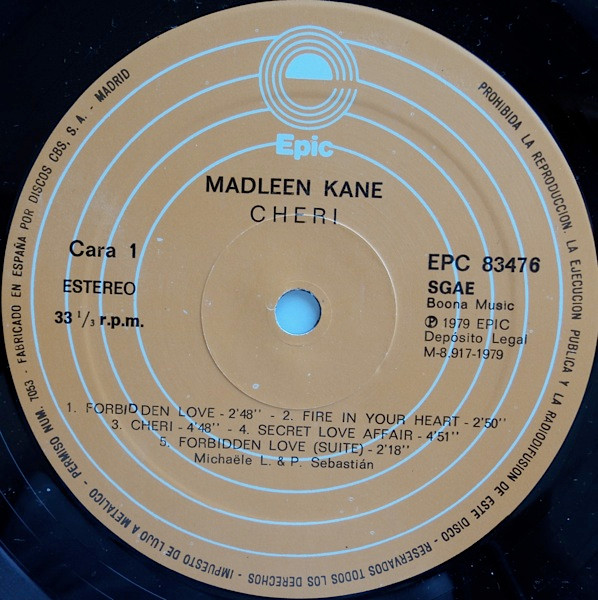 Epic
MADLEEN KANE
CHERI
Cara 1
ESTEREO
33 1/3 r.p.m.
EPC 83476
SGAE
Boona Music
℗ 1979 EPIC
Depósito Legal
M-8.917-1979
1. FORBIDDEN LOVE - 2'48'' - 2. FIRE IN YOUR HEART - 2'50''
3. CHERI - 4'48'' - 4. SECRET LOVE AFFAIR - 4'51''
5. FORBIDDEN LOVE (SUITE) - 2'18''
Michaële L. & P. Sebastián
PROHIBIDA LA REPRODUCCION, LA EJECUCION PUBLICA Y LA RADIODIFUSION DE ESTE DISCO - RESERVADOS TODOS LOS DERECHOS - IMPUESTO DE LUJO A METALICO - PERMISO NUM. 7053 - FABRICADO EN ESPAÑA POR DISCOS CBS, S. A. - MADRID